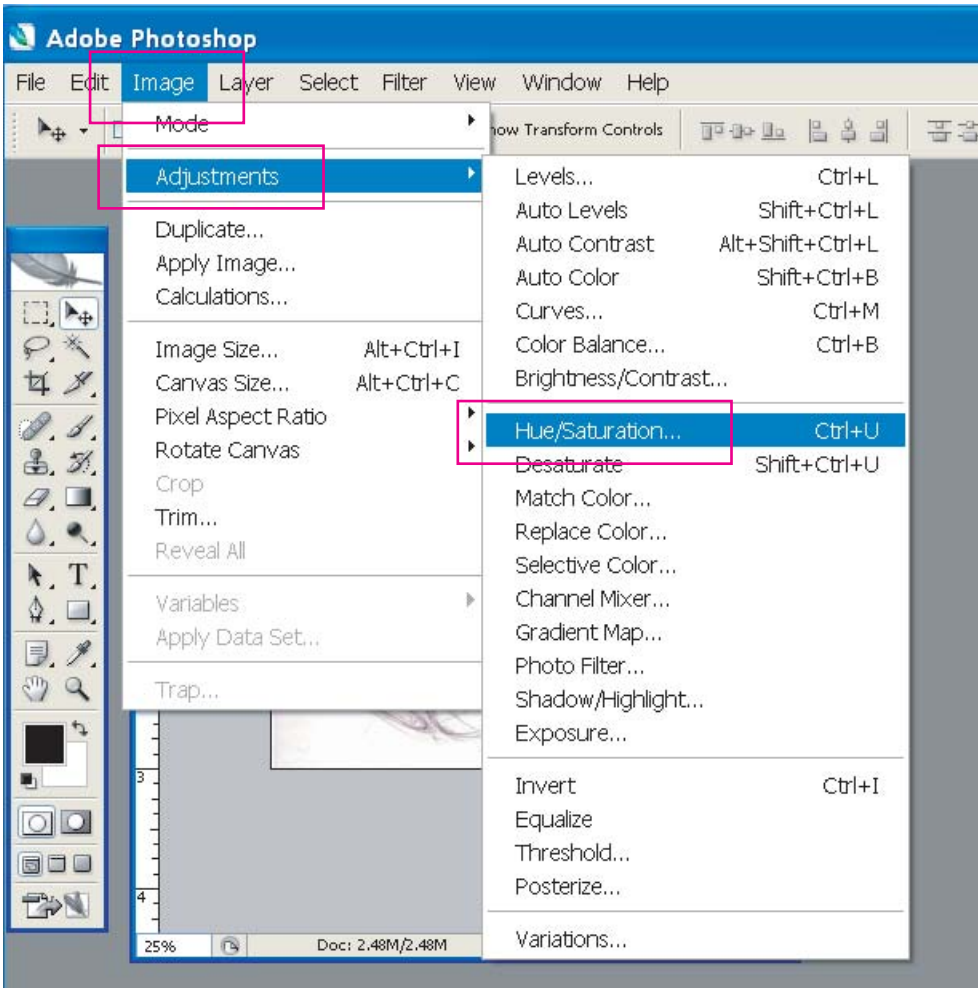 Adobe Photoshop
File Edit Image Layer Select Filter View Window Help
how Transform Controls
Mode
Adjustments
Duplicate...
Apply Image...
Calculations...
Image Size... Alt+Ctrl+I
Canvas Size... Alt+Ctrl+C
Pixel Aspect Ratio
Rotate Canvas
Crop
Trim...
Reveal All
Variables
Apply Data Set...
Trap...
Levels... Ctrl+L
Auto Levels Shift+Ctrl+L
Auto Contrast Alt+Shift+Ctrl+L
Auto Color Shift+Ctrl+B
Curves... Ctrl+M
Color Balance... Ctrl+B
Brightness/Contrast...
Hue/Saturation... Ctrl+U
Desaturate Shift+Ctrl+U
Match Color...
Replace Color...
Selective Color...
Channel Mixer...
Gradient Map...
Photo Filter...
Shadow/Highlight...
Exposure...
Invert Ctrl+I
Equalize
Threshold...
Posterize...
Variations...
T
3
4
25% Doc: 2.48M/2.48M